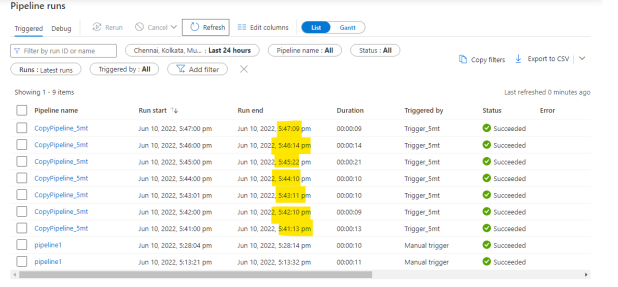 Pipeline runs
Triggered Debug Rerun Cancel Refresh Edit columns List Gantt
Filter by run ID or name Chennai, Kolkata, Mu... : Last 24 hours Pipeline name : All Status : All Copy filters Export to CSV
Runs : Latest runs Triggered by : All Add filter
Showing 1 - 9 items Last refreshed 0 minutes ago
Pipeline name Run start Run end Duration Triggered by Status Error
CopyPipeline_5mt Jun 10, 2022, 5:47:00 pm Jun 10, 2022, 5:47:09 pm 00:00:09 Trigger_5mt Succeeded
CopyPipeline_5mt Jun 10, 2022, 5:46:00 pm Jun 10, 2022, 5:46:14 pm 00:00:14 Trigger_5mt Succeeded
CopyPipeline_5mt Jun 10, 2022, 5:45:00 pm Jun 10, 2022, 5:45:22 pm 00:00:21 Trigger_5mt Succeeded
CopyPipeline_5mt Jun 10, 2022, 5:44:00 pm Jun 10, 2022, 5:44:10 pm 00:00:10 Trigger_5mt Succeeded
CopyPipeline_5mt Jun 10, 2022, 5:43:01 pm Jun 10, 2022, 5:43:11 pm 00:00:10 Trigger_5mt Succeeded
CopyPipeline_5mt Jun 10, 2022, 5:42:00 pm Jun 10, 2022, 5:42:10 pm 00:00:09 Trigger_5mt Succeeded
CopyPipeline_5mt Jun 10, 2022, 5:41:00 pm Jun 10, 2022, 5:41:13 pm 00:00:13 Trigger_5mt Succeeded
pipeline1 Jun 10, 2022, 5:28:04 pm Jun 10, 2022, 5:28:14 pm 00:00:10 Manual trigger Succeeded
pipeline1 Jun 10, 2022, 5:13:21 pm Jun 10, 2022, 5:13:32 pm 00:00:11 Manual trigger Succeeded